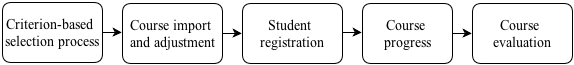 Criterion-based
selection process
Course import
and adjustment
Student
registration
Course
progress
Course
evaluation